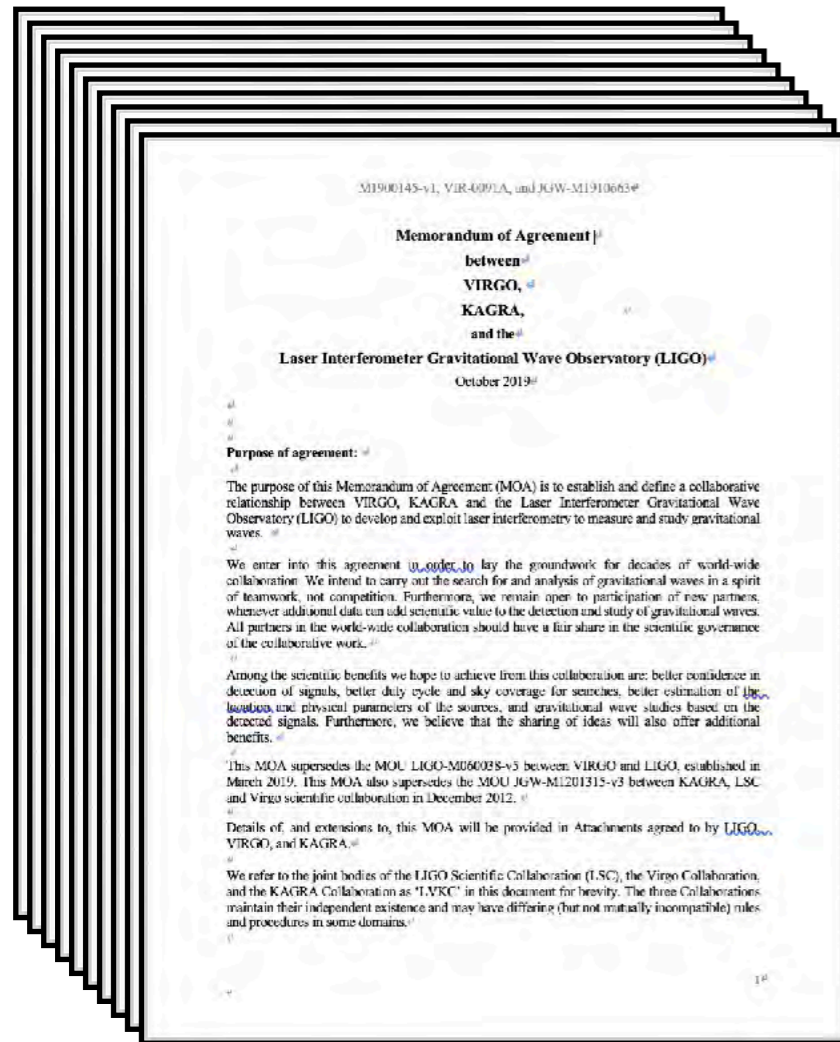 M1900145-v1, VIR-0091A, and JGW-M1910663
Memorandum of Agreement
between
VIRGO,
KAGRA,
and the
Laser Interferometer Gravitational Wave Observatory (LIGO)
October 2019
Purpose of agreement:
The purpose of this Memorandum of Agreement (MOA) is to establish and define a collaborative
relationship between VIRGO, KAGRA and the Laser Interferometer Gravitational Wave
Observatory (LIGO) to develop and exploit laser interferometry to measure and study gravitational
waves.
We enter into this agreement in order to lay the groundwork for decades of world-wide
collaboration. We intend to carry out the search for and analysis of gravitational waves in a spirit
of teamwork, not competition. Furthermore, we remain open to participation of new partners,
whenever additional data can add scientific value to the detection and study of gravitational waves.
All partners in the world-wide collaboration should have a fair share in the scientific governance
of the collaborative work.
Among the scientific benefits we hope to achieve from this collaboration are: better confidence in
detection of signals, better duty cycle and sky coverage for searches, better estimation of the
location and physical parameters of the sources, and gravitational wave studies based on the
detected signals. Furthermore, we believe that the sharing of ideas will also offer additional
benefits.
This MOA supersedes the MOU LIGO-M060038-v5 between VIRGO and LIGO, established in
March 2019. This MOA also supersedes the MOU JGW-M1201315-v3 between KAGRA, LSC
and Virgo scientific collaboration in December 2012.
Details of, and extensions to, this MOA will be provided in Attachments agreed to by LIGO,
VIRGO, and KAGRA.
We refer to the joint bodies of the LIGO Scientific Collaboration (LSC), the Virgo Collaboration,
and the KAGRA Collaboration as 'LVKC' in this document for brevity. The three Collaborations
maintain their independent existence and may have differing (but not mutually incompatible) rules
and procedures in some domains.
1